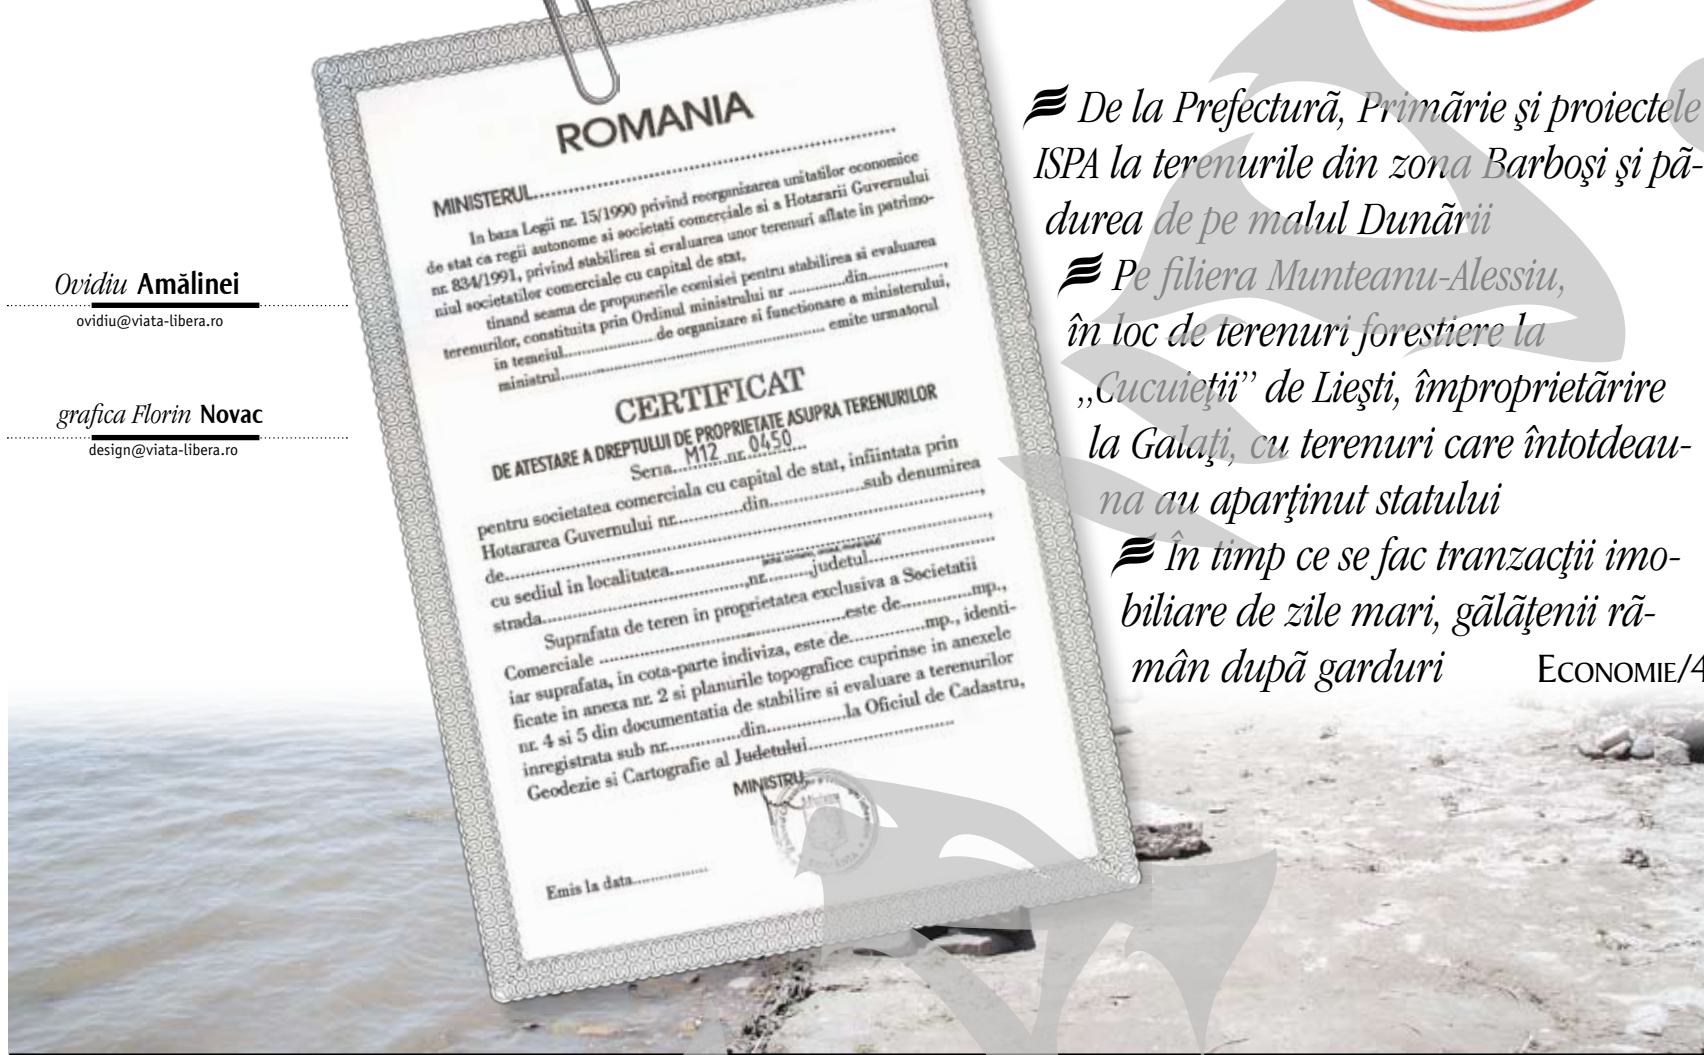 Ovidiu Amălinei
ovidiu@viata-libera.ro
grafica Florin Novac
design@viata-libera.ro
ROMANIA
MINISTERUL................
In baza Legii nr. 15/1990 privind reorganizarea unitatilor economice
de stat ca regii autonome si societati comerciale si a Hotararii Guvernului
nr. 834/1991, privind stabilirea si evaluarea unor terenuri aflate in patrimo-
niul societatilor comerciale cu capital de stat,
tinand seama de propunerile comisiei pentru stabilirea si evaluarea
terenurilor, constituita prin Ordinul ministrului nr ..............din..............,
in temeiul...................... de organizare si functionare a ministerului,
ministrul................................................ emite urmatorul
CERTIFICAT
DE ATESTARE A DREPTULUI DE PROPRIETATE ASUPRA TERENURILOR
Seria.... M12 nr. 0450...
pentru societatea comerciala cu capital de stat, infiintata prin
Hotararea Guvernului nr..............din......................sub denumirea
de................................................................,
cu sediul in localitatea................................................,
strada....................................,nr..........,judetul..................
Suprafata de teren in proprietatea exclusiva a Societatii
Comerciale ..........................................este de..............mp.,
iar suprafata, in cota-parte indiviza, este de...............mp., identi-
ficate in anexa nr. 2 si planurile topografice cuprinse in anexele
nr. 4 si 5 din documentatia de stabilire si evaluare a terenurilor
inregistrata sub nr..............din...............la Oficiul de Cadastru,
Geodezie si Cartografie al Judetului..........................
MINISTRU,
Emis la data................
De la Prefecturã, Primãrie şi proiectele
ISPA la terenurile din zona Barboşi şi pã-
durea de pe malul Dunãrii
Pe filiera Munteanu-Alessiu,
în loc de terenuri forestiere la
„Cucuieţii” de Lieşti, împroprietãrire
la Galaţi, cu terenuri care întotdeau-
na au aparţinut statului
În timp ce se fac tranzacţii imo-
biliare de zile mari, gãlãţenii rã-
mân dupã garduri ECONOMIE/4